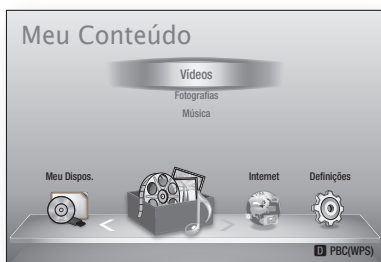 Meu Conteúdo
Vídeos
Fotografias
Música
Meu Dispos.
Internet
Definições
D PBC(WPS)